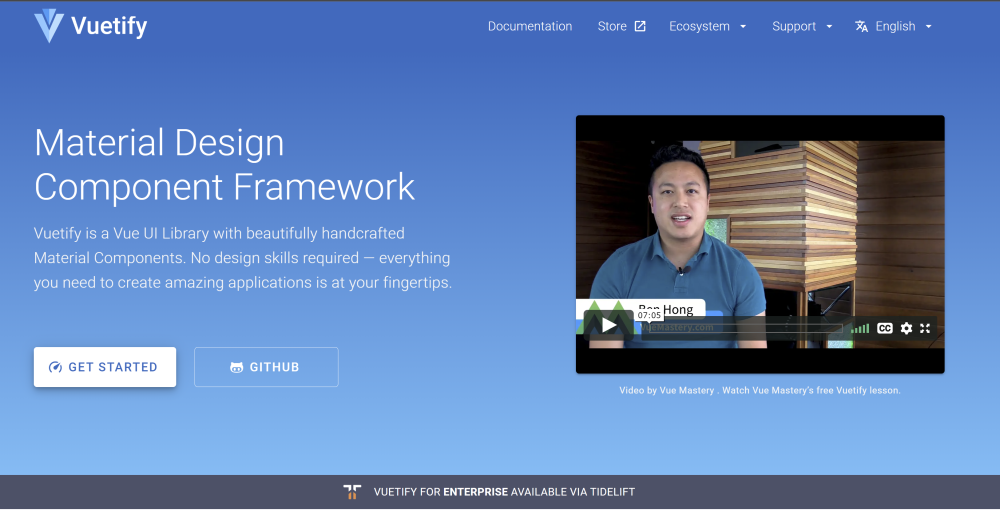 Vuetify
Documentation
Store
Ecosystem
Support
English
Material Design
Component Framework
Vuetify is a Vue UI Library with beautifully handcrafted
Material Components. No design skills required — everything
you need to create amazing applications is at your fingertips.
GET STARTED
GITHUB
Ben Hong
07:05
VueMastery.com
CC
Video by Vue Mastery . Watch Vue Mastery's free Vuetify lesson.
VUETIFY FOR ENTERPRISE AVAILABLE VIA TIDELIFT